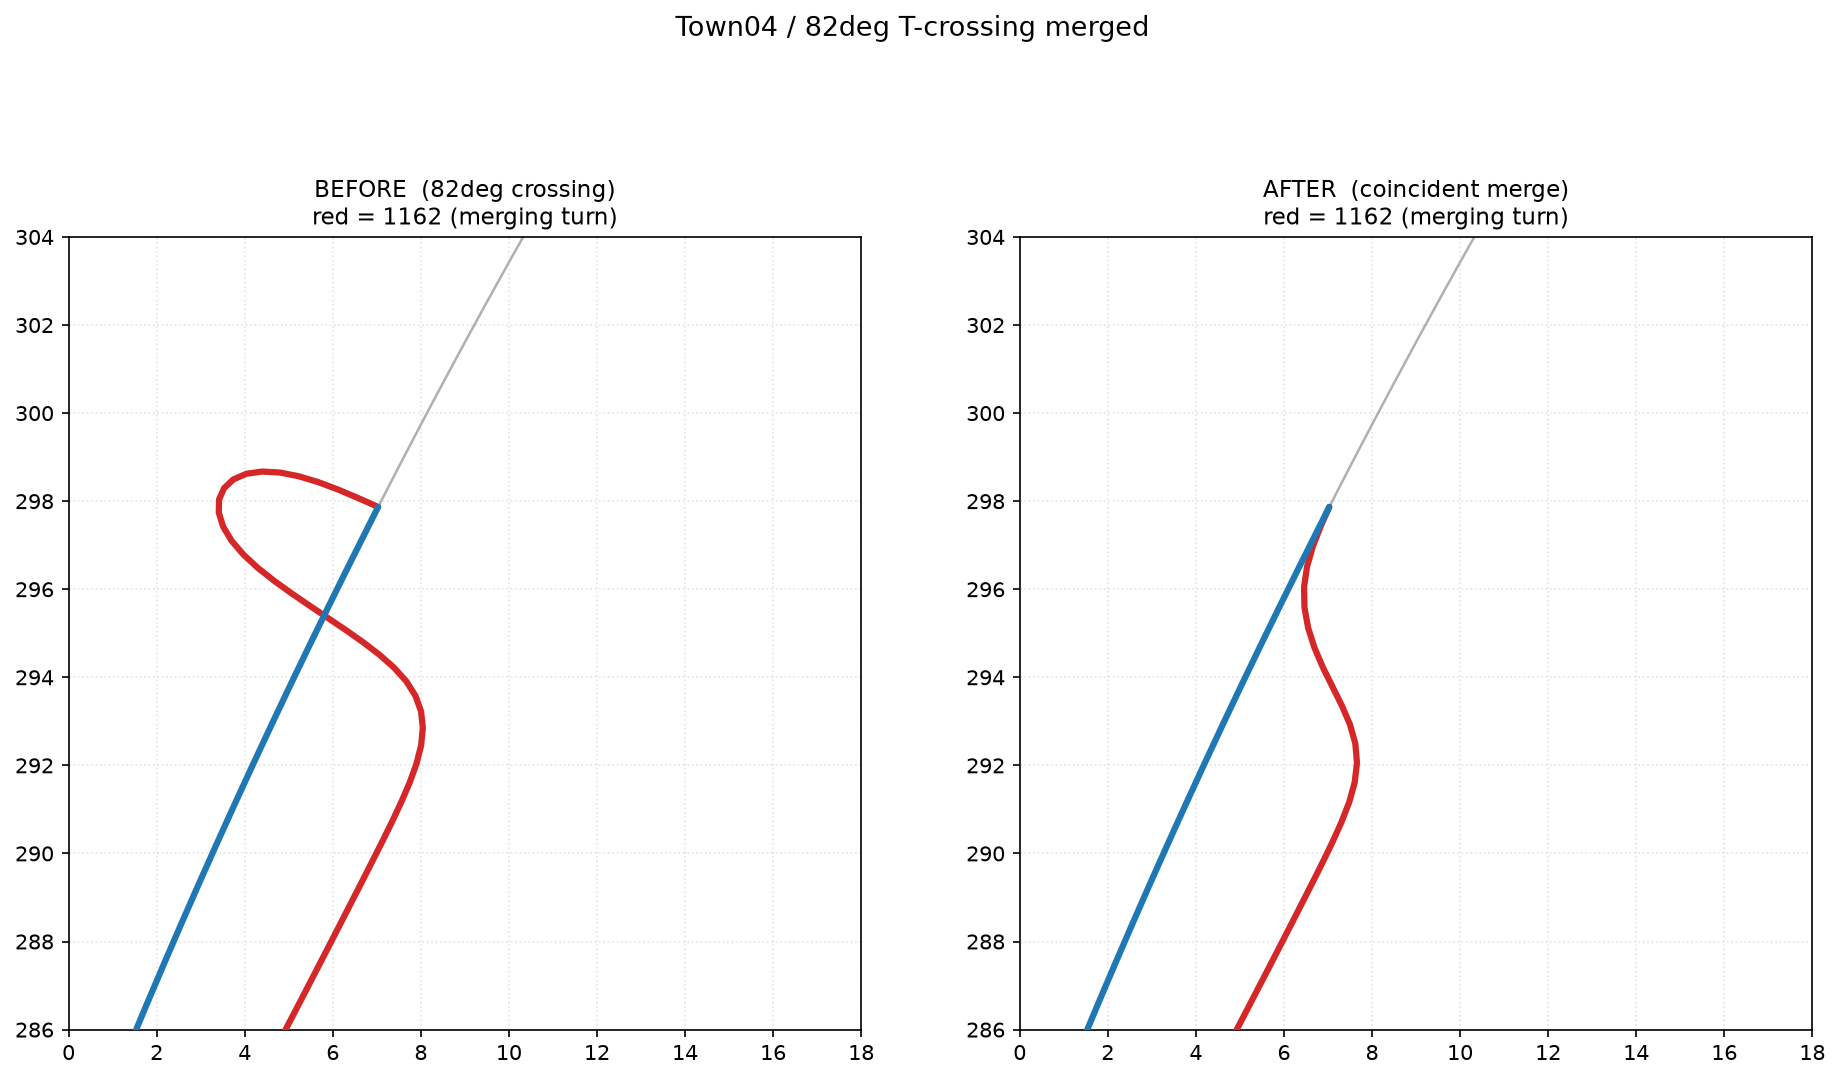 Town04 / 82deg T-crossing merged
BEFORE  (82deg crossing)
red = 1162 (merging turn)
304
302
300
298
296
294
292
290
288
286
0 2 4 6 8 10 12 14 16 18
AFTER  (coincident merge)
red = 1162 (merging turn)
304
302
300
298
296
294
292
290
288
286
0 2 4 6 8 10 12 14 16 18